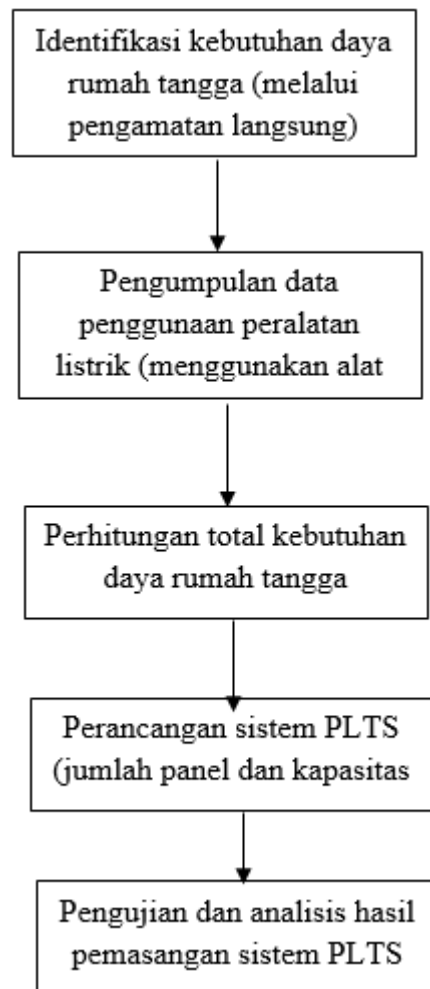 Identifikasi kebutuhan daya
rumah tangga (melalui
pengamatan langsung)
Pengumpulan data
penggunaan peralatan
listrik (menggunakan alat
Perhitungan total kebutuhan
daya rumah tangga
Perancangan sistem PLTS
(jumlah panel dan kapasitas
Pengujian dan analisis hasil
pemasangan sistem PLTS